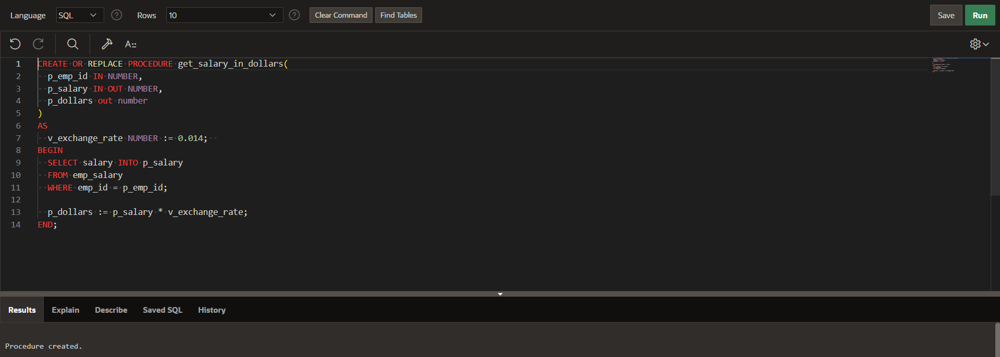 Language SQL ? Rows 10 ? Clear Command Find Tables Save Run
A::
1 CREATE OR REPLACE PROCEDURE get_salary_in_dollars(
2 p_emp_id IN NUMBER,
3 p_salary IN OUT NUMBER,
4 p_dollars out number
5 )
6 AS
7 v_exchange_rate NUMBER := 0.014;
8 BEGIN
9 SELECT salary INTO p_salary
10 FROM emp_salary
11 WHERE emp_id = p_emp_id;
12
13 p_dollars := p_salary * v_exchange_rate;
14 END;
Results Explain Describe Saved SQL History
Procedure created.